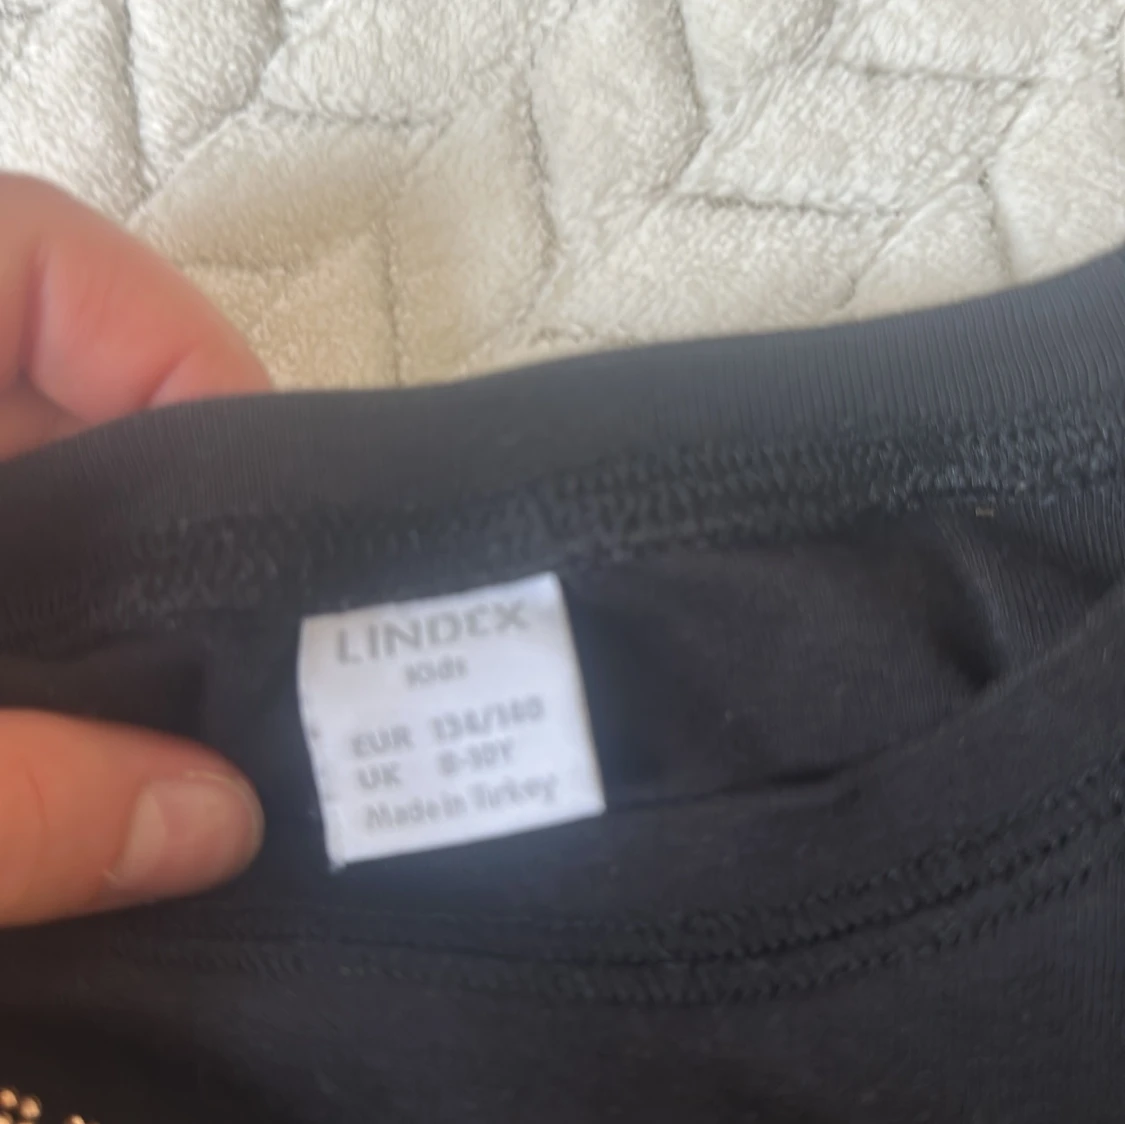 LINDEX
Kids
EUR 134/140
UK 8-10Y
Made in Turkey